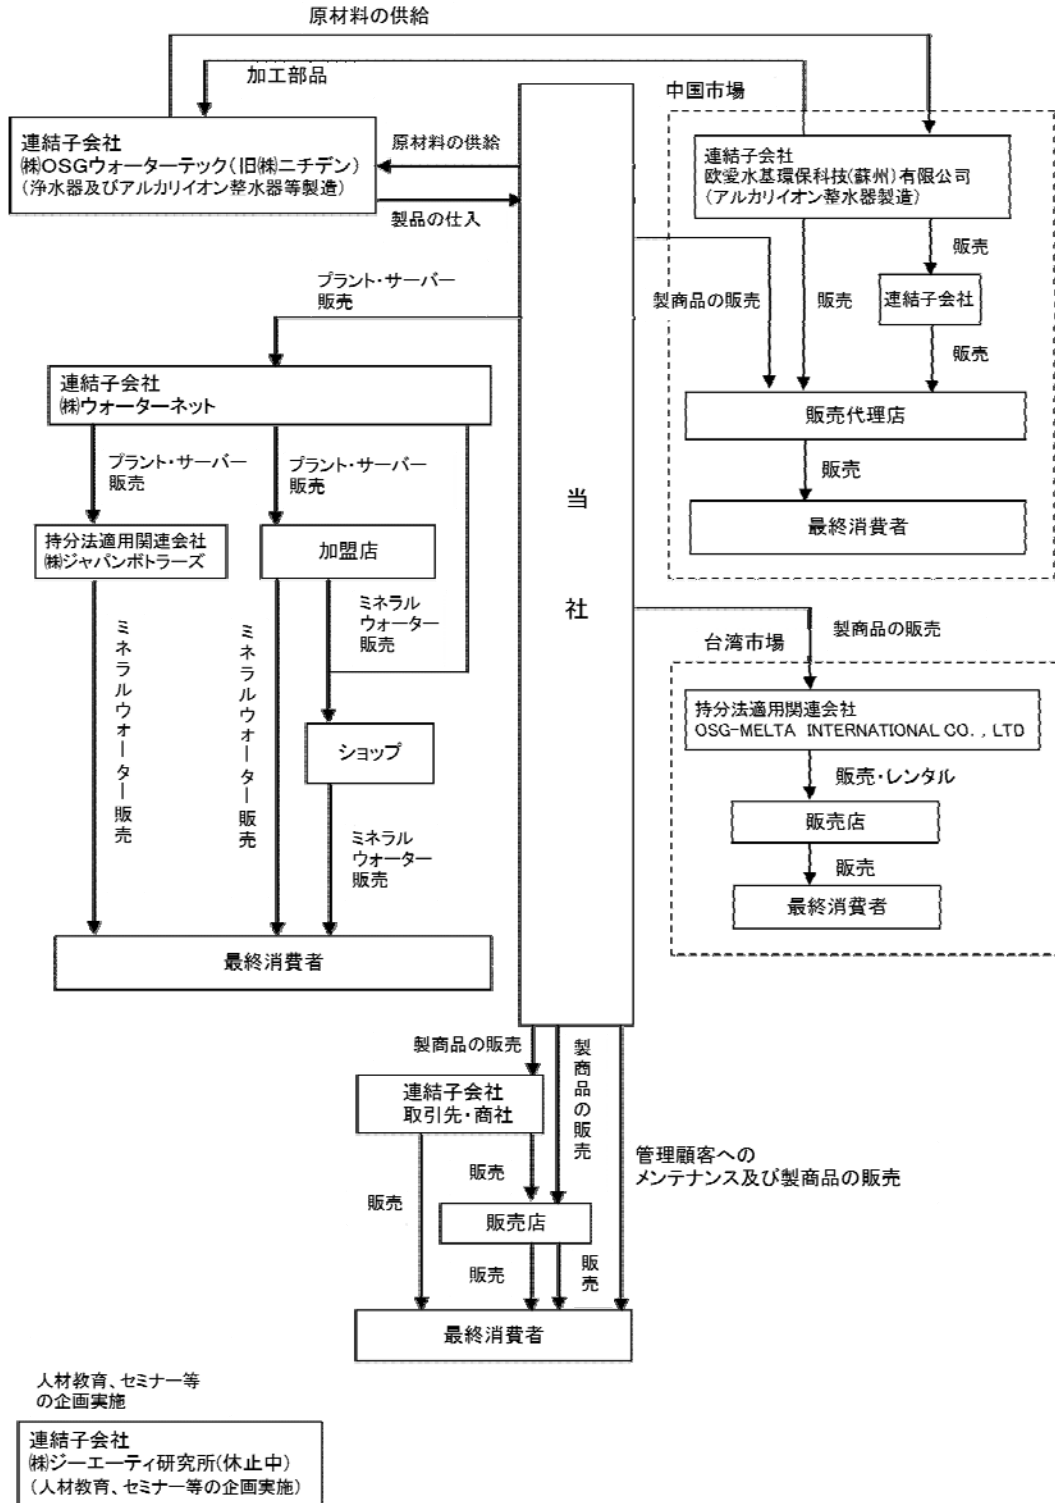 原材料の供給
加工部品
中国市場
連結子会社
㈱OSGウォーターテック(旧㈱ニチデン)
(浄水器及びアルカリイオン整水器等製造)
原材料の供給
製品の仕入
連結子会社
欧愛水基環保科技(蘇州)有限公司
(アルカリイオン整水器製造)
販売
製商品の販売
販売
連結子会社
販売
販売代理店
販売
最終消費者
プラント・サーバー
販売
連結子会社
㈱ウォーターネット
プラント・サーバー
販売
プラント・サーバー
販売
持分法適用関連会社
㈱ジャパンボトラーズ
加盟店
ミネラル
ウォーター
販売
ミネラルウォーター販売
ミネラルウォーター販売
ショップ
ミネラル
ウォーター
販売
最終消費者
当社
製商品の販売
台湾市場
持分法適用関連会社
OSG-MELTA INTERNATIONAL CO., LTD
販売・レンタル
販売店
販売
最終消費者
製商品の販売
製商品の販売
連結子会社
取引先・商社
管理顧客への
メンテナンス及び製商品の販売
販売
販売
販売店
販売
販売
最終消費者
人材教育、セミナー等
の企画実施
連結子会社
㈱ジーエーティ研究所(休止中)
(人材教育、セミナー等の企画実施)